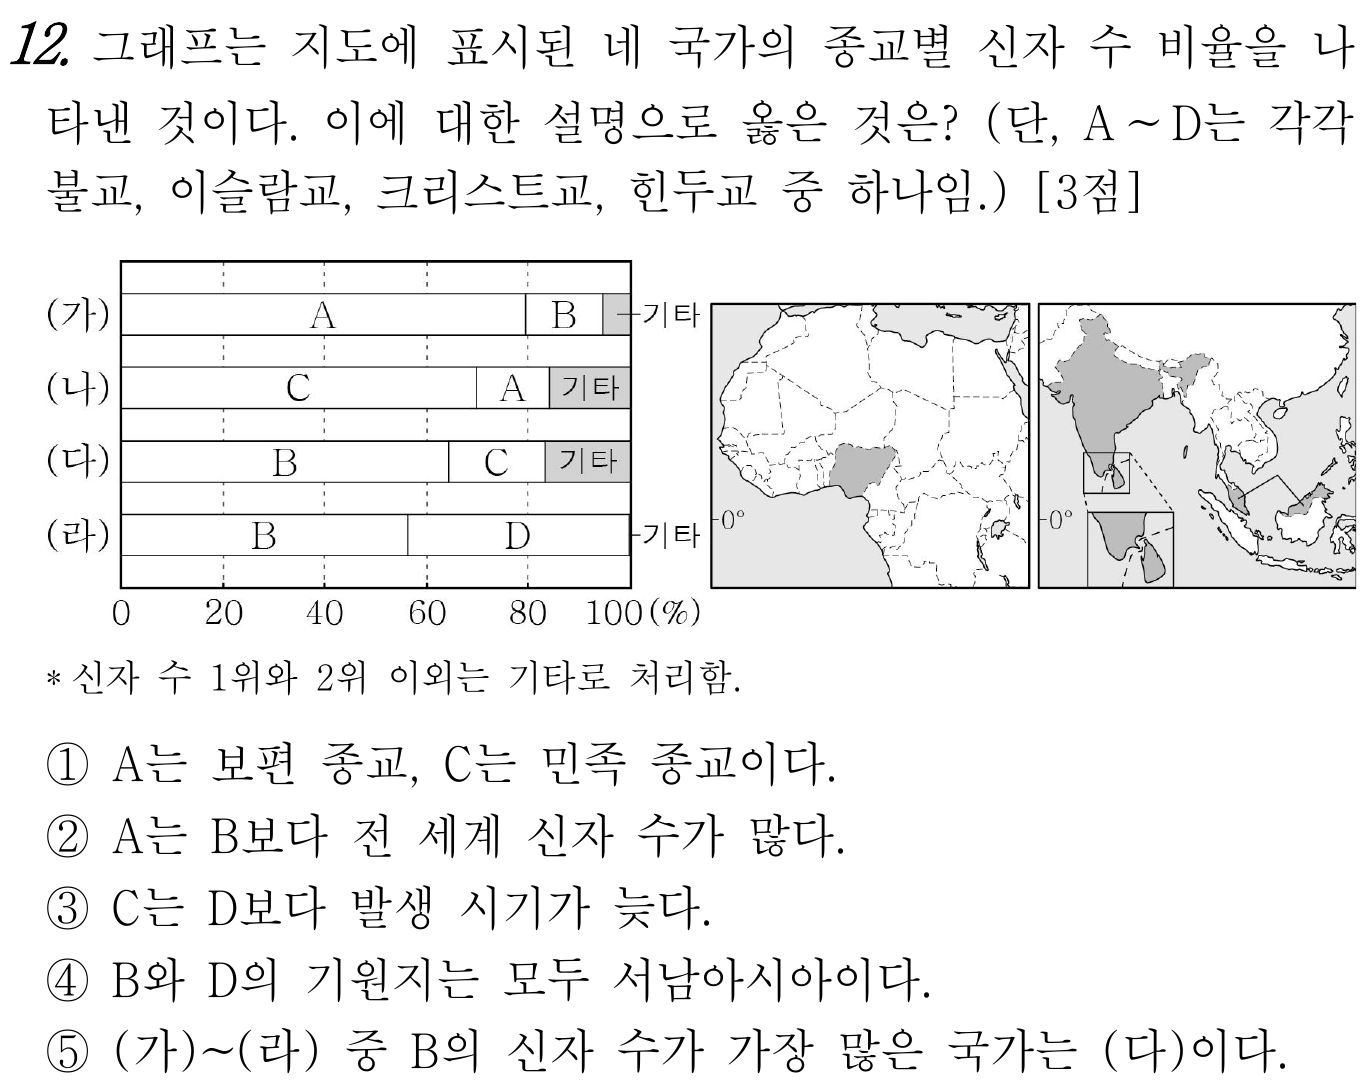 12. 그래프는 지도에 표시된 네 국가의 종교별 신자 수 비율을 나
타낸 것이다. 이에 대한 설명으로 옳은 것은? (단, A～D는 각각
불교, 이슬람교, 크리스트교, 힌두교 중 하나임.) [3점]
(가) A B 기타
(나) C A 기타
(다) B C 기타
(라) B D 기타
0 20 40 60 80 100(%)
0° 0°
* 신자 수 1위와 2위 이외는 기타로 처리함.
① A는 보편 종교, C는 민족 종교이다.
② A는 B보다 전 세계 신자 수가 많다.
③ C는 D보다 발생 시기가 늦다.
④ B와 D의 기원지는 모두 서남아시아이다.
⑤ (가)~(라) 중 B의 신자 수가 가장 많은 국가는 (다)이다.